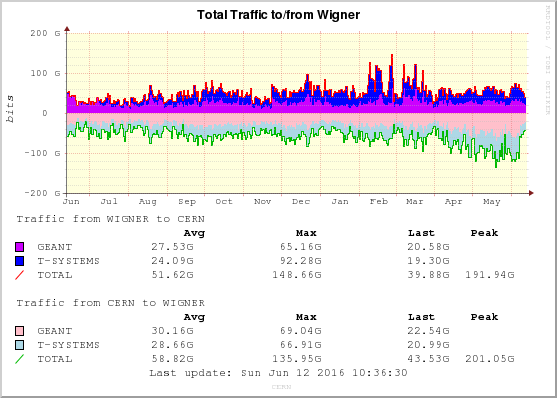 Total Traffic to/from Wigner
200 G
100 G
0
-100 G
-200 G
bits
Jun Jul Aug Sep Oct Nov Dec Jan Jan Mar Apr May
Traffic from WIGNER to CERN
Avg Max Last Peak
GEANT 27.53G 65.16G 20.58G
T-SYSTEMS 24.09G 92.28G 19.30G
TOTAL 51.62G 148.66G 39.88G 191.94G
Traffic from CERN to WIGNER
Avg Max Last Peak
GEANT 30.16G 69.04G 22.54G
T-SYSTEMS 28.66G 66.91G 20.99G
TOTAL 58.82G 135.95G 43.53G 201.05G
Last update: Sun Jun 12 2016 10:36:30
CERN
RRDTOOL / TOBI OETIKER